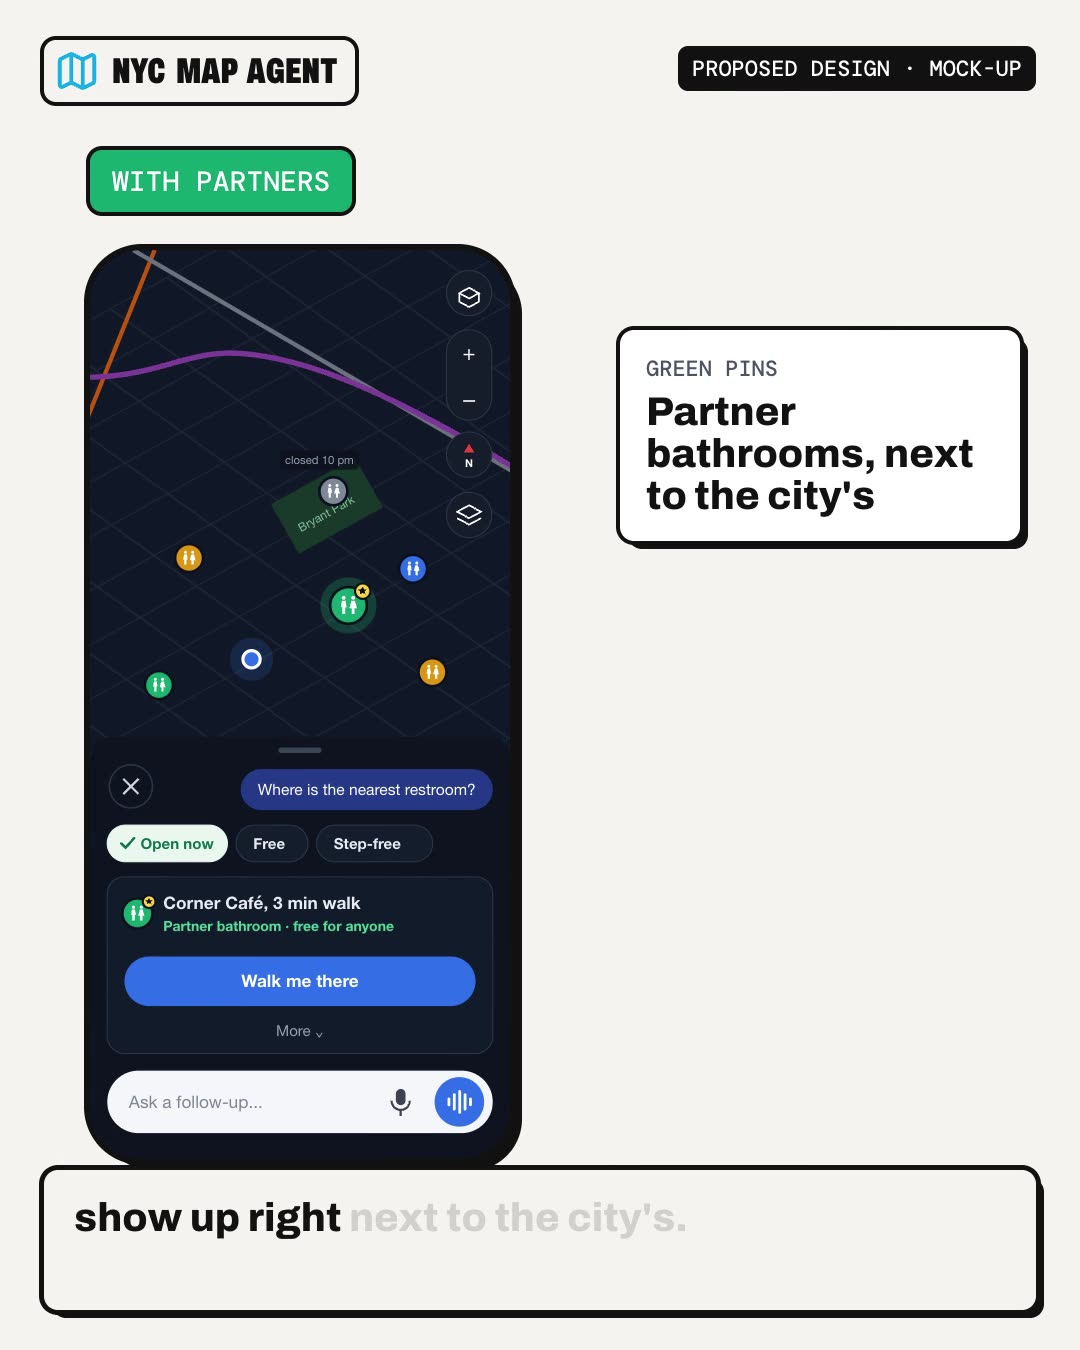 NYC MAP AGENT
PROPOSED DESIGN · MOCK-UP
WITH PARTNERS
+
−
N
closed 10 pm
Bryant Park
GREEN PINS
Partner
bathrooms, next
to the city's
Where is the nearest restroom?
Open now
Free
Step-free
Corner Café, 3 min walk
Partner bathroom · free for anyone
Walk me there
More
Ask a follow-up...
show up right next to the city's.